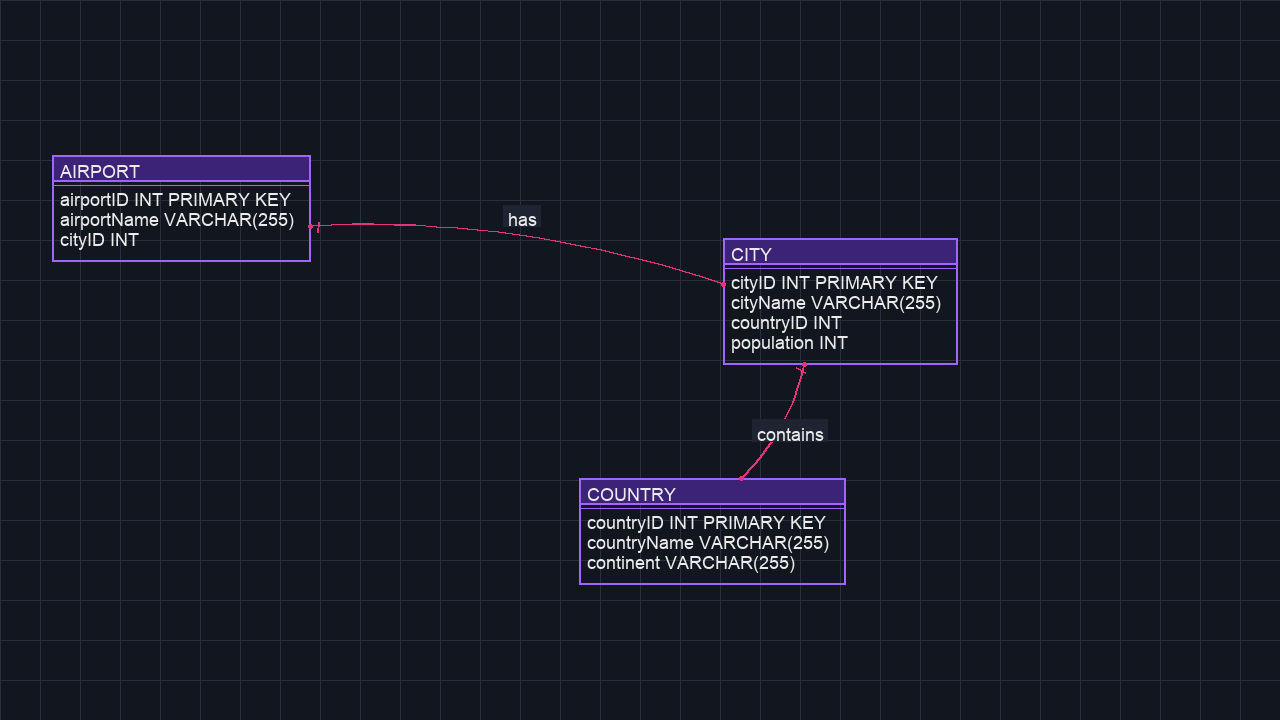 AIRPORT
airportID INT PRIMARY KEY
airportName VARCHAR(255)
cityID INT
has
CITY
cityID INT PRIMARY KEY
cityName VARCHAR(255)
countryID INT
population INT
contains
COUNTRY
countryID INT PRIMARY KEY
countryName VARCHAR(255)
continent VARCHAR(255)